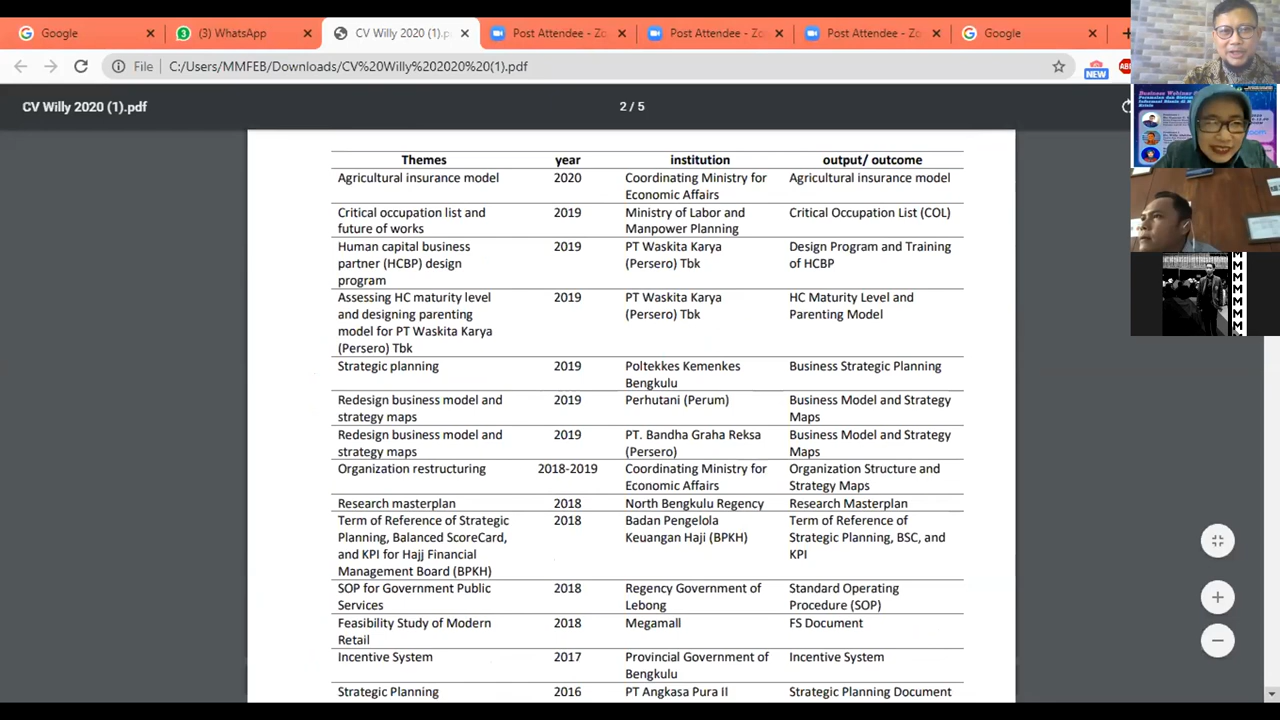 Google
(3) WhatsApp
CV Willy 2020 (1).p
Post Attendee - Zo
Post Attendee - Zo
Post Attendee - Zo
Google
File
C:/Users/MMFEB/Downloads/CV%20Willy%202020%20(1).pdf
NEW
CV Willy 2020 (1).pdf
2 / 5
Themes year institution output/ outcome
Agricultural insurance model 2020 Coordinating Ministry for Agricultural insurance model
Economic Affairs
Critical occupation list and 2019 Ministry of Labor and Critical Occupation List (COL)
future of works Manpower Planning
Human capital business 2019 PT Waskita Karya Design Program and Training
partner (HCBP) design (Persero) Tbk of HCBP
program
Assessing HC maturity level 2019 PT Waskita Karya HC Maturity Level and
and designing parenting (Persero) Tbk Parenting Model
model for PT Waskita Karya
(Persero) Tbk
Strategic planning 2019 Poltekkes Kemenkes Business Strategic Planning
Bengkulu
Redesign business model and 2019 Perhutani (Perum) Business Model and Strategy
strategy maps Maps
Redesign business model and 2019 PT. Bandha Graha Reksa Business Model and Strategy
strategy maps (Persero) Maps
Organization restructuring 2018-2019 Coordinating Ministry for Organization Structure and
Economic Affairs Strategy Maps
Research masterplan 2018 North Bengkulu Regency Research Masterplan
Term of Reference of Strategic 2018 Badan Pengelola Term of Reference of
Planning, Balanced ScoreCard, Keuangan Haji (BPKH) Strategic Planning, BSC, and
and KPI for Hajj Financial KPI
Management Board (BPKH)
SOP for Government Public 2018 Regency Government of Standard Operating
Services Lebong Procedure (SOP)
Feasibility Study of Modern 2018 Megamall FS Document
Retail
Incentive System 2017 Provincial Government of Incentive System
Bengkulu
Strategic Planning 2016 PT Angkasa Pura II Strategic Planning Document
Business Webinar